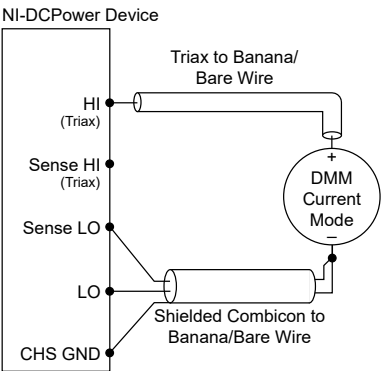 NI-DCPower Device
Triax to Banana/
Bare Wire
HI
(Triax)
+
Sense HI
(Triax)
DMM
Current
Mode
Sense LO
–
LO
Shielded Combicon to
Banana/Bare Wire
CHS GND